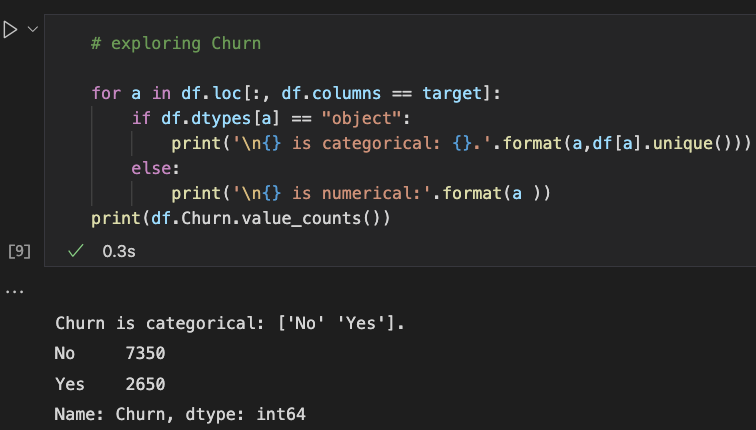 # exploring Churn
for a in df.loc[:, df.columns == target]:
    if df.dtypes[a] == "object":
        print('\n{} is categorical: {}.'.format(a,df[a].unique()))
    else:
        print('\n{} is numerical:'.format(a ))
print(df.Churn.value_counts())
[9] 0.3s
...
Churn is categorical: ['No' 'Yes'].
No     7350
Yes    2650
Name: Churn, dtype: int64